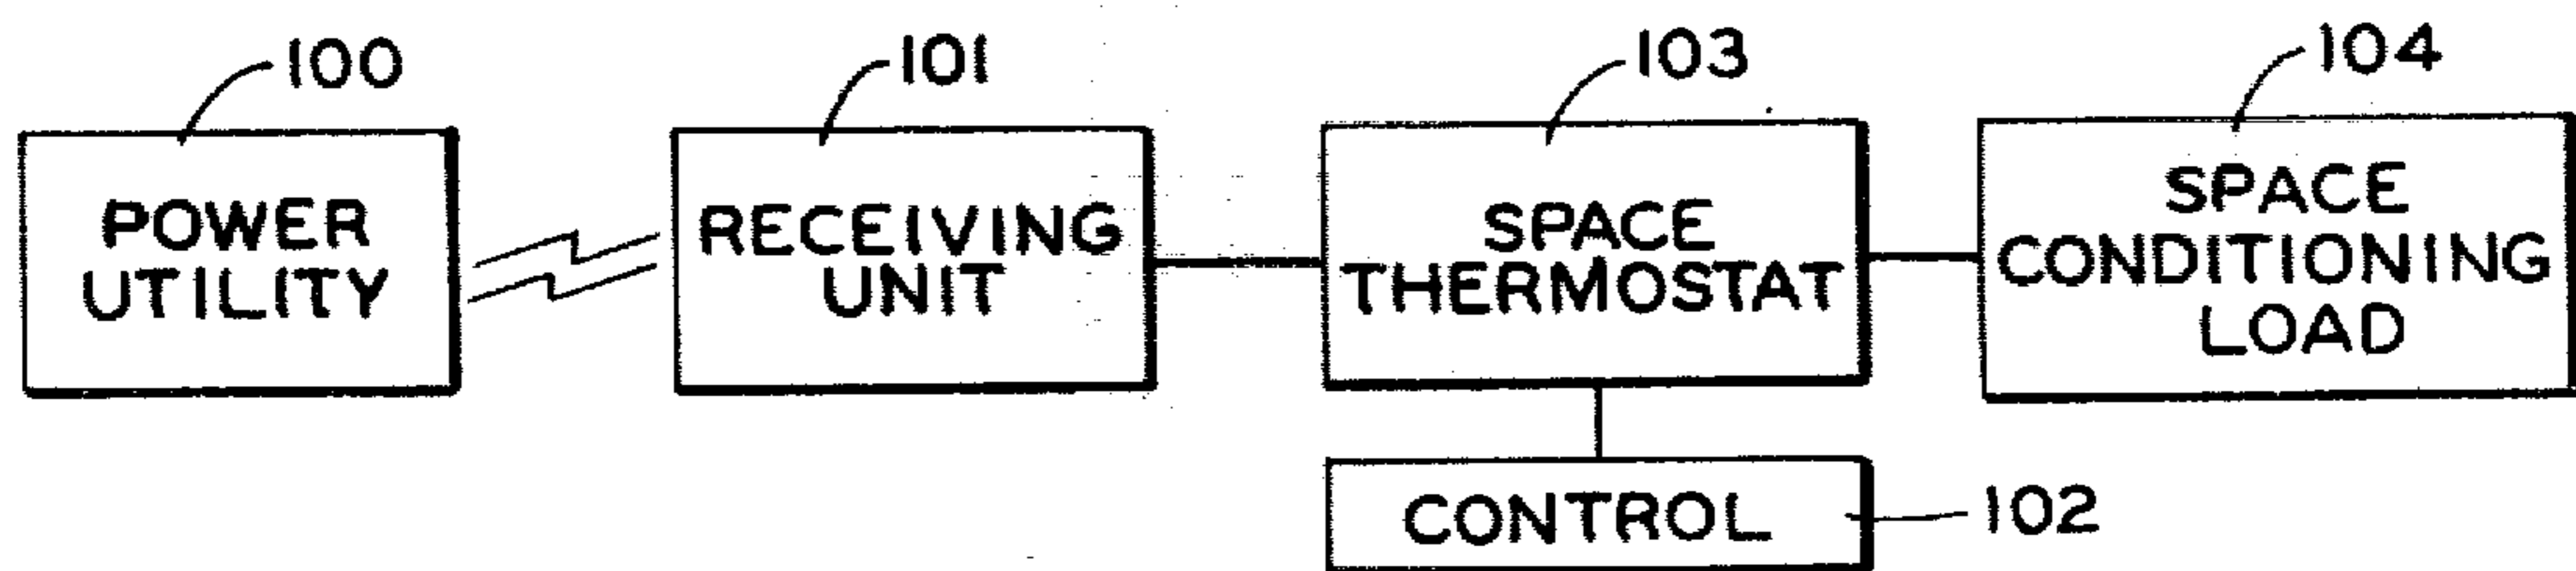 100
101
103
104
POWER
UTILITY
RECEIVING
UNIT
SPACE
THERMOSTAT
SPACE
CONDITIONING
LOAD
CONTROL
102